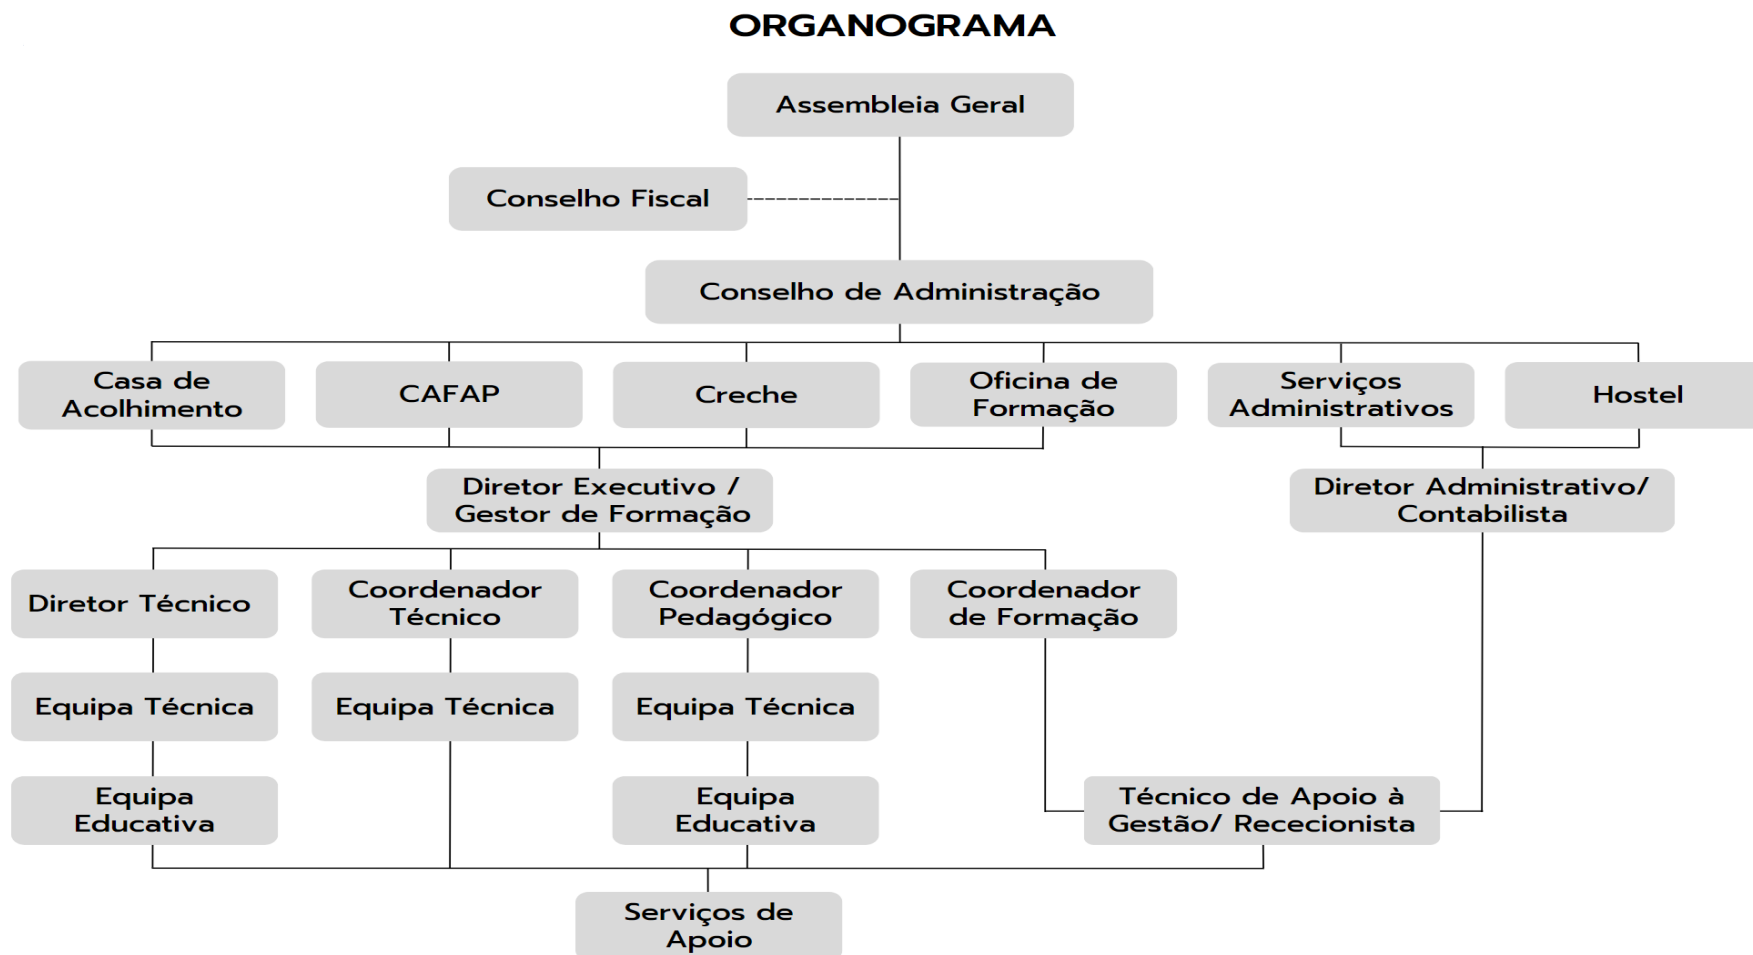 ORGANOGRAMA
Assembleia Geral
Conselho Fiscal
Conselho de Administração
Casa de
Acolhimento
CAFAP
Creche
Oficina de
Formação
Serviços
Administrativos
Hostel
Diretor Executivo /
Gestor de Formação
Diretor Administrativo/
Contabilista
Diretor Técnico
Coordenador
Técnico
Coordenador
Pedagógico
Coordenador
de Formação
Equipa Técnica
Equipa Técnica
Equipa Técnica
Equipa
Educativa
Equipa
Educativa
Técnico de Apoio à
Gestão/ Rececionista
Serviços de
Apoio